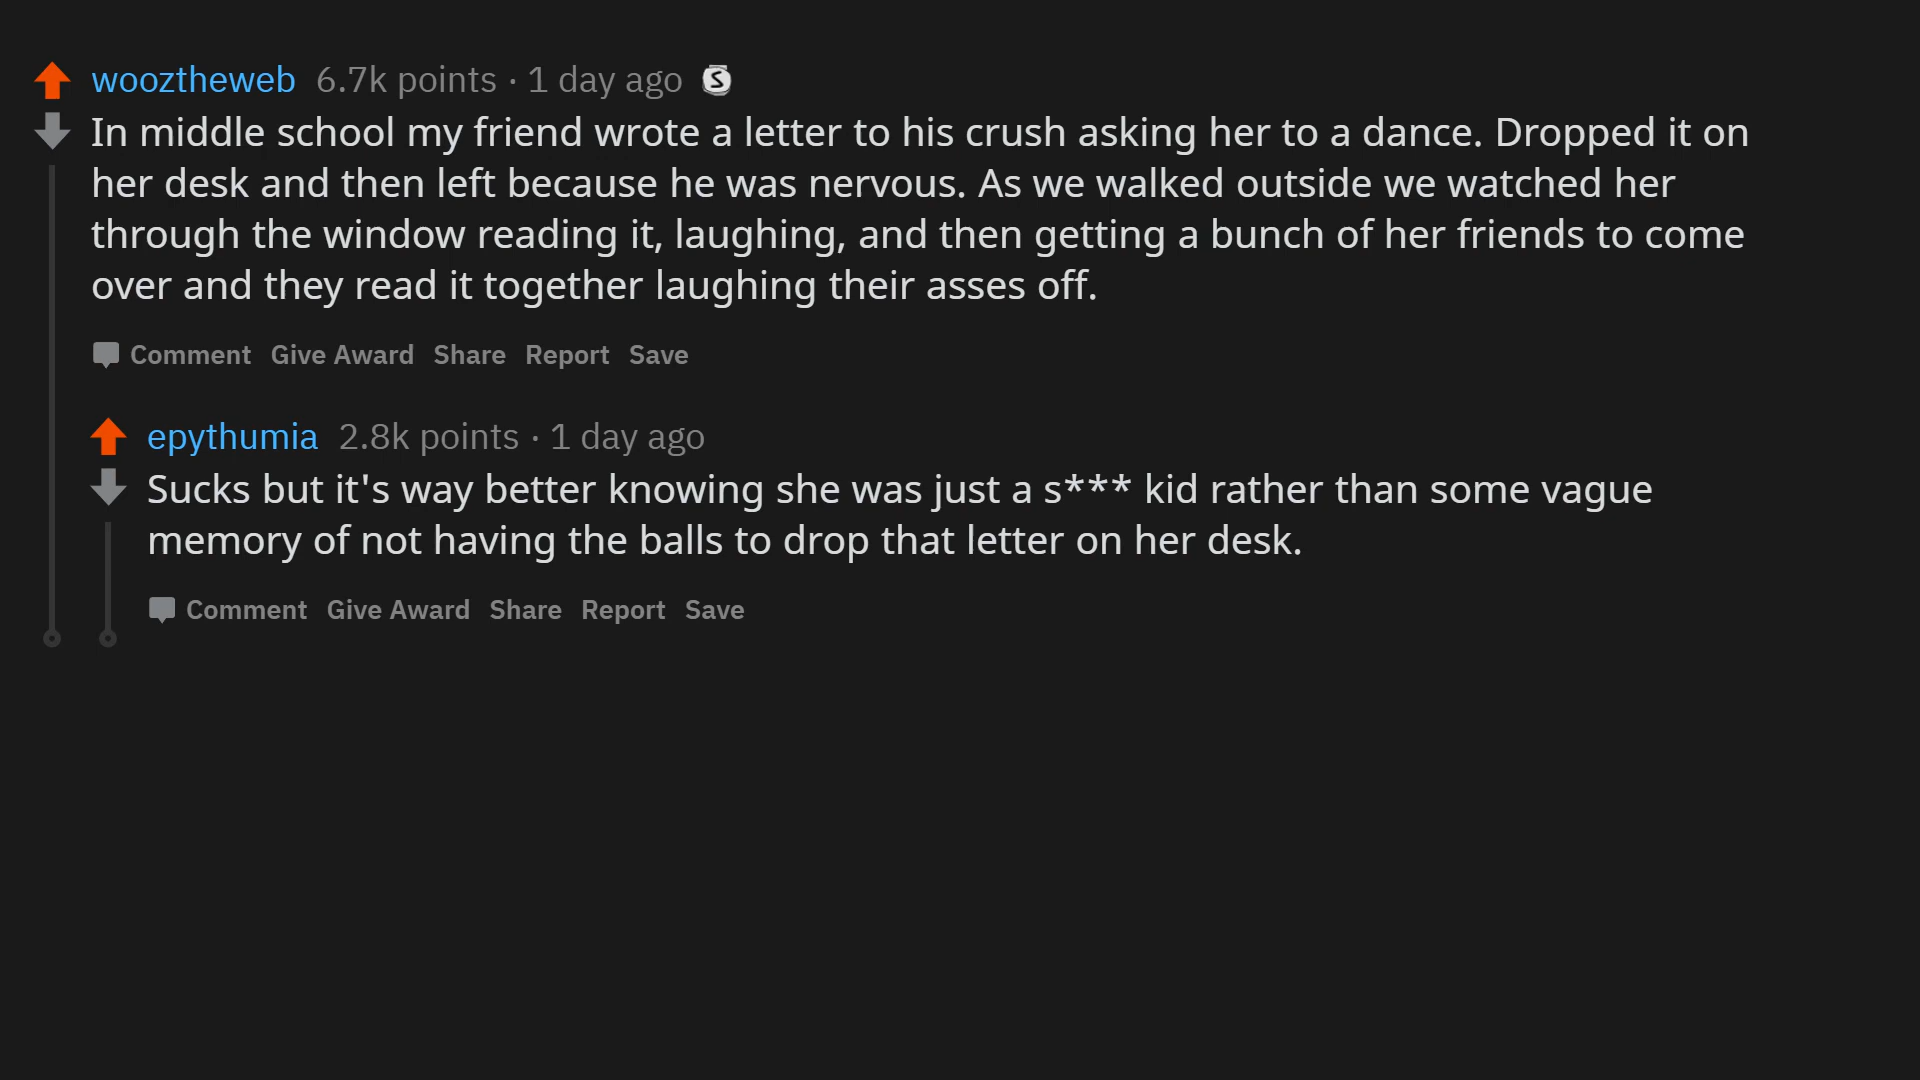 wooztheweb 6.7k points · 1 day ago S
In middle school my friend wrote a letter to his crush asking her to a dance. Dropped it on
her desk and then left because he was nervous. As we walked outside we watched her
through the window reading it, laughing, and then getting a bunch of her friends to come
over and they read it together laughing their asses off.
Comment Give Award Share Report Save
epythumia 2.8k points · 1 day ago
Sucks but it's way better knowing she was just a s*** kid rather than some vague
memory of not having the balls to drop that letter on her desk.
Comment Give Award Share Report Save